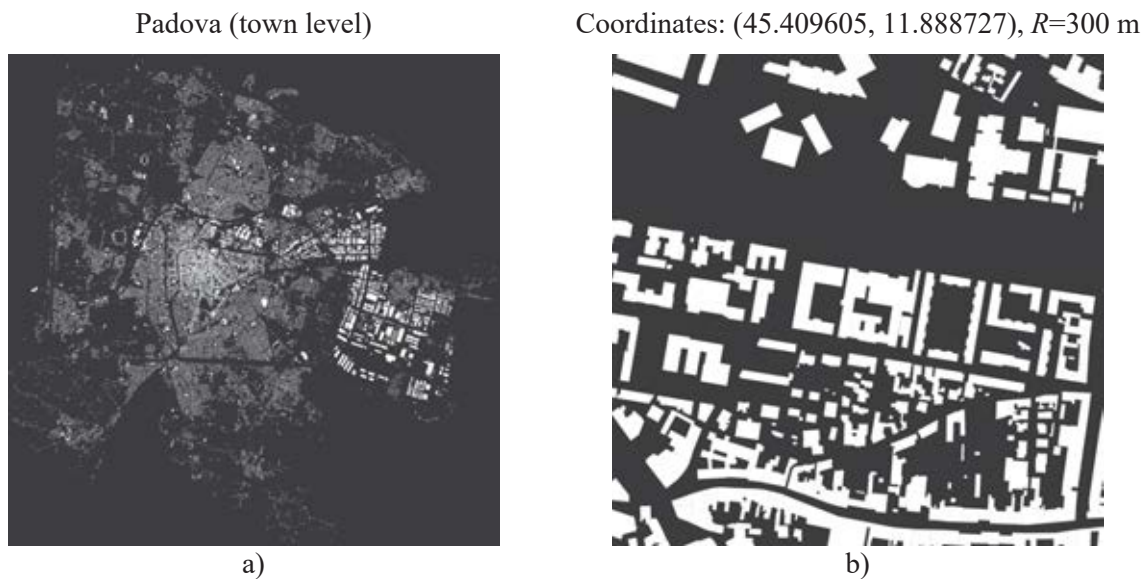 Padova (town level)
Coordinates: (45.409605, 11.888727), R=300 m
a)
b)